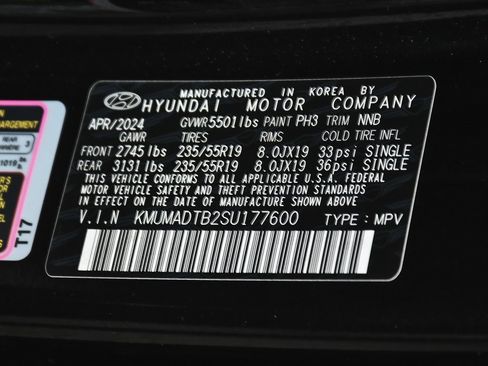 MANUFACTURED IN KOREA BY
HYUNDAI MOTOR COMPANY
APR/2024 GVWR 5501lbs PAINT PH3 TRIM NNB
GAWR TIRES RIMS COLD TIRE INFL
FRONT 2745lbs 235/55R19 8.0JX19 33psi SINGLE
REAR 3131lbs 235/55R19 8.0JX19 36psi SINGLE
THIS VEHICLE CONFORMS TO ALL APPLICABLE U.S.A. FEDERAL
MOTOR VEHICLE SAFETY AND THEFT PREVENTION STANDARDS
IN EFFECT ON THE DATE OF MANUFACTURE SHOWN ABOVE
V.I.N KMUMADTB2SU177600 TYPE : MPV
REAR 3
T17